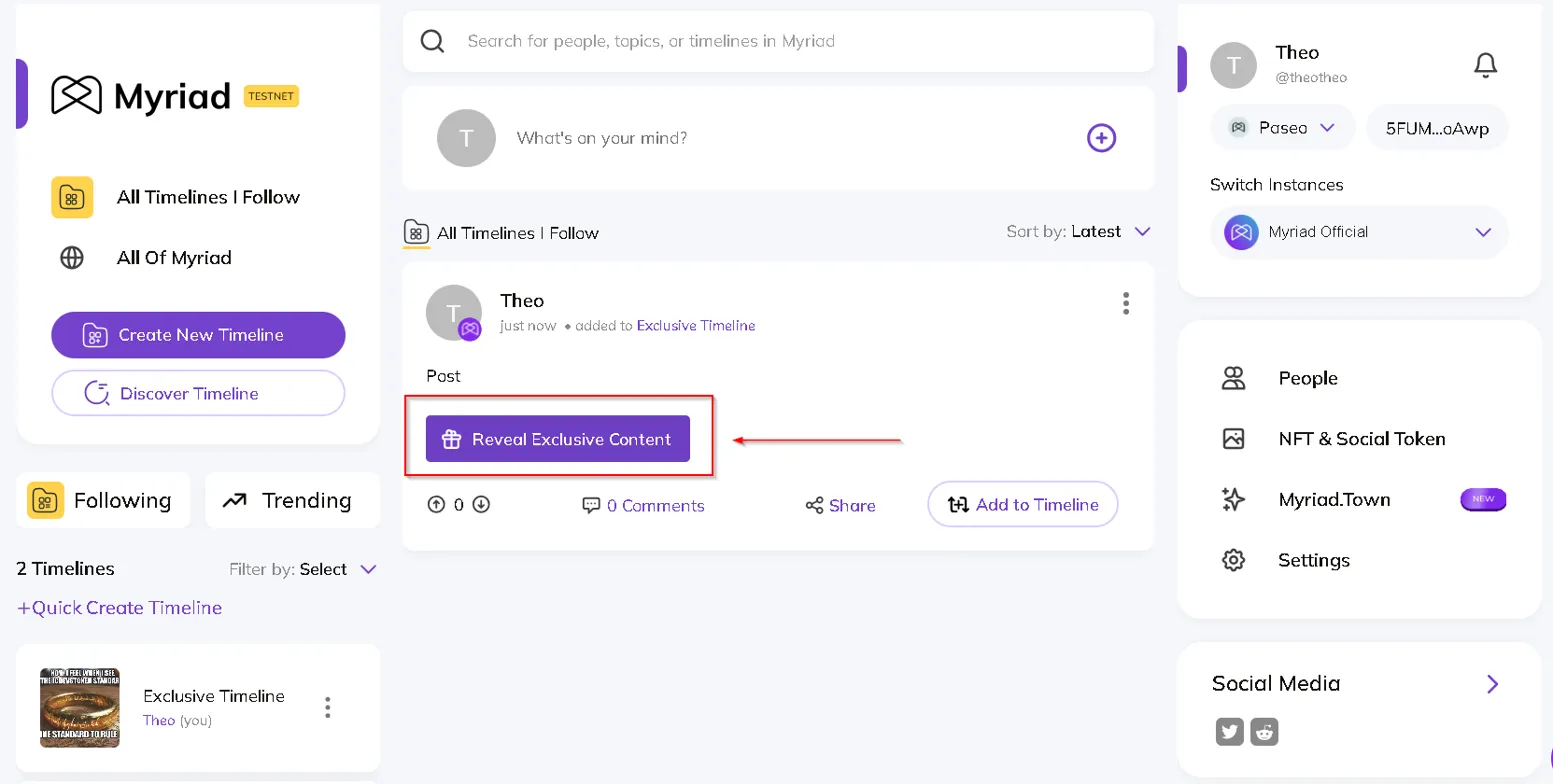 Myriad TESTNET
All Timelines I Follow
All Of Myriad
Create New Timeline
Discover Timeline
Following
Trending
2 Timelines
Filter by: Select
+Quick Create Timeline
Exclusive Timeline
Theo (you)
Search for people, topics, or timelines in Myriad
T
What's on your mind?
All Timelines I Follow
Sort by: Latest
T
Theo
just now • added to Exclusive Timeline
Post
Reveal Exclusive Content
0
0 Comments
Share
Add to Timeline
T
Theo
@theotheo
Paseo
5FUM...aAwp
Switch Instances
Myriad Official
People
NFT & Social Token
Myriad.Town
NEW
Settings
Social Media